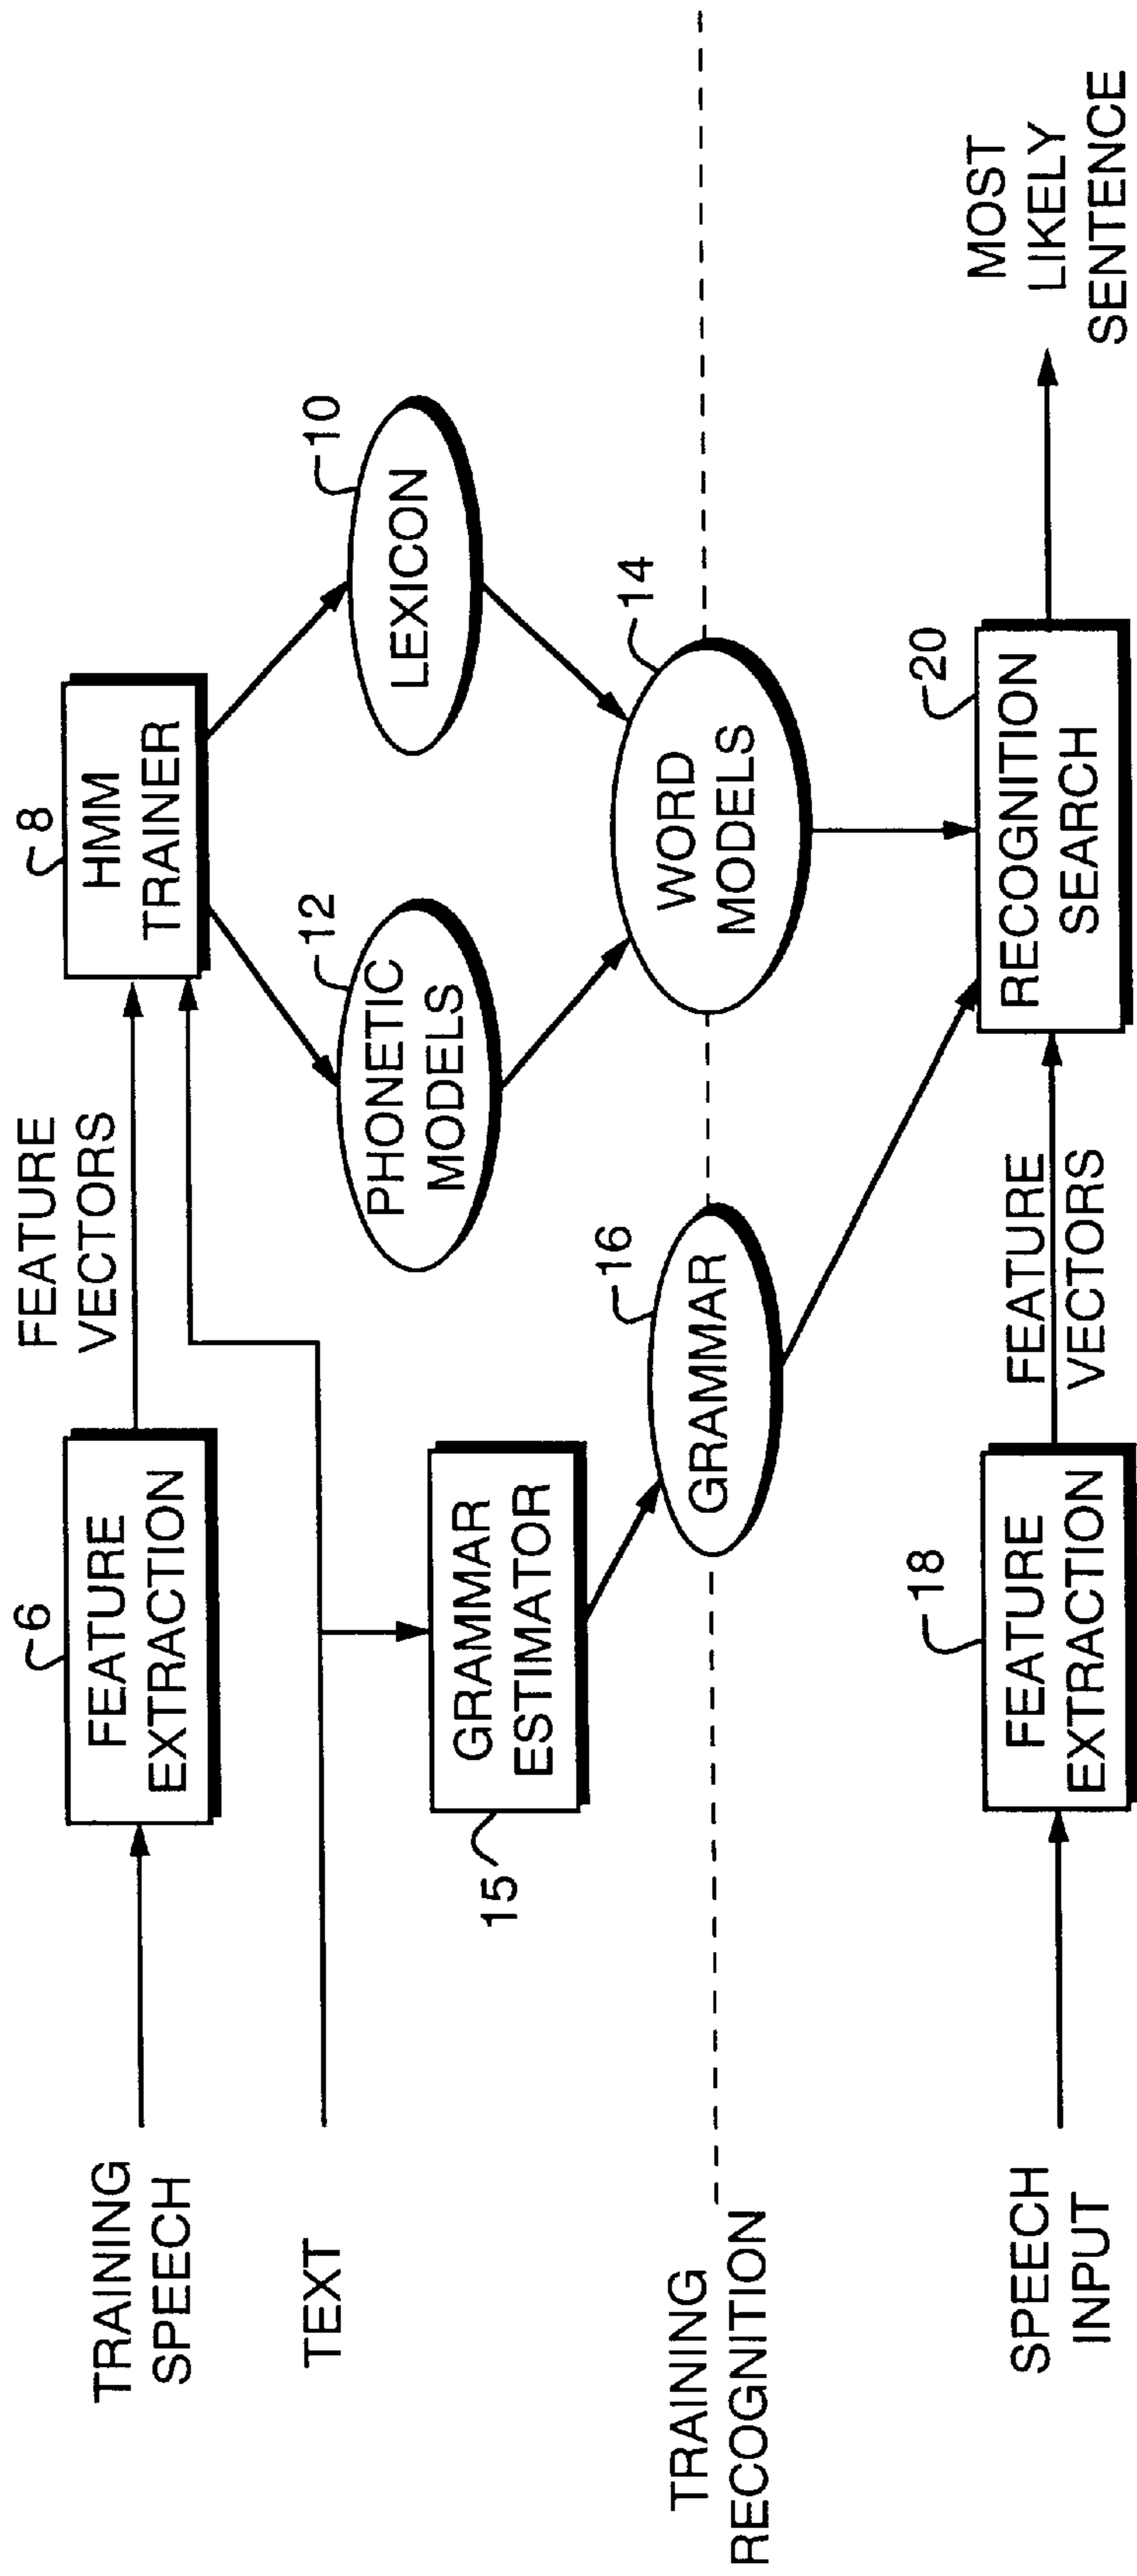 TRAINING
SPEECH
6
FEATURE
EXTRACTION
FEATURE
VECTORS
8
HMM
TRAINER
TEXT
15
GRAMMAR
ESTIMATOR
12
PHONETIC
MODELS
10
LEXICON
16
GRAMMAR
14
WORD
MODELS
TRAINING
RECOGNITION
SPEECH
INPUT
18
FEATURE
EXTRACTION
FEATURE
VECTORS
20
RECOGNITION
SEARCH
MOST
LIKELY
SENTENCE